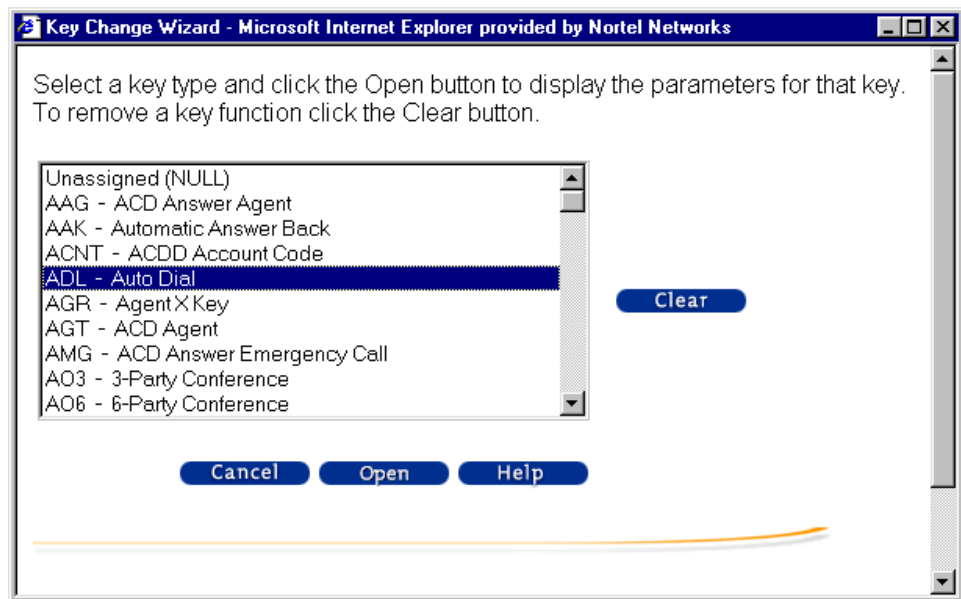 Key Change Wizard - Microsoft Internet Explorer provided by Nortel Networks
Select a key type and click the Open button to display the parameters for that key.
To remove a key function click the Clear button.
Unassigned (NULL)
AAG - ACD Answer Agent
AAK - Automatic Answer Back
ACNT - ACDD Account Code
ADL - Auto Dial
AGR - Agent X Key
AGT - ACD Agent
AMG - ACD Answer Emergency Call
AO3 - 3-Party Conference
AO6 - 6-Party Conference
Clear
Cancel Open Help